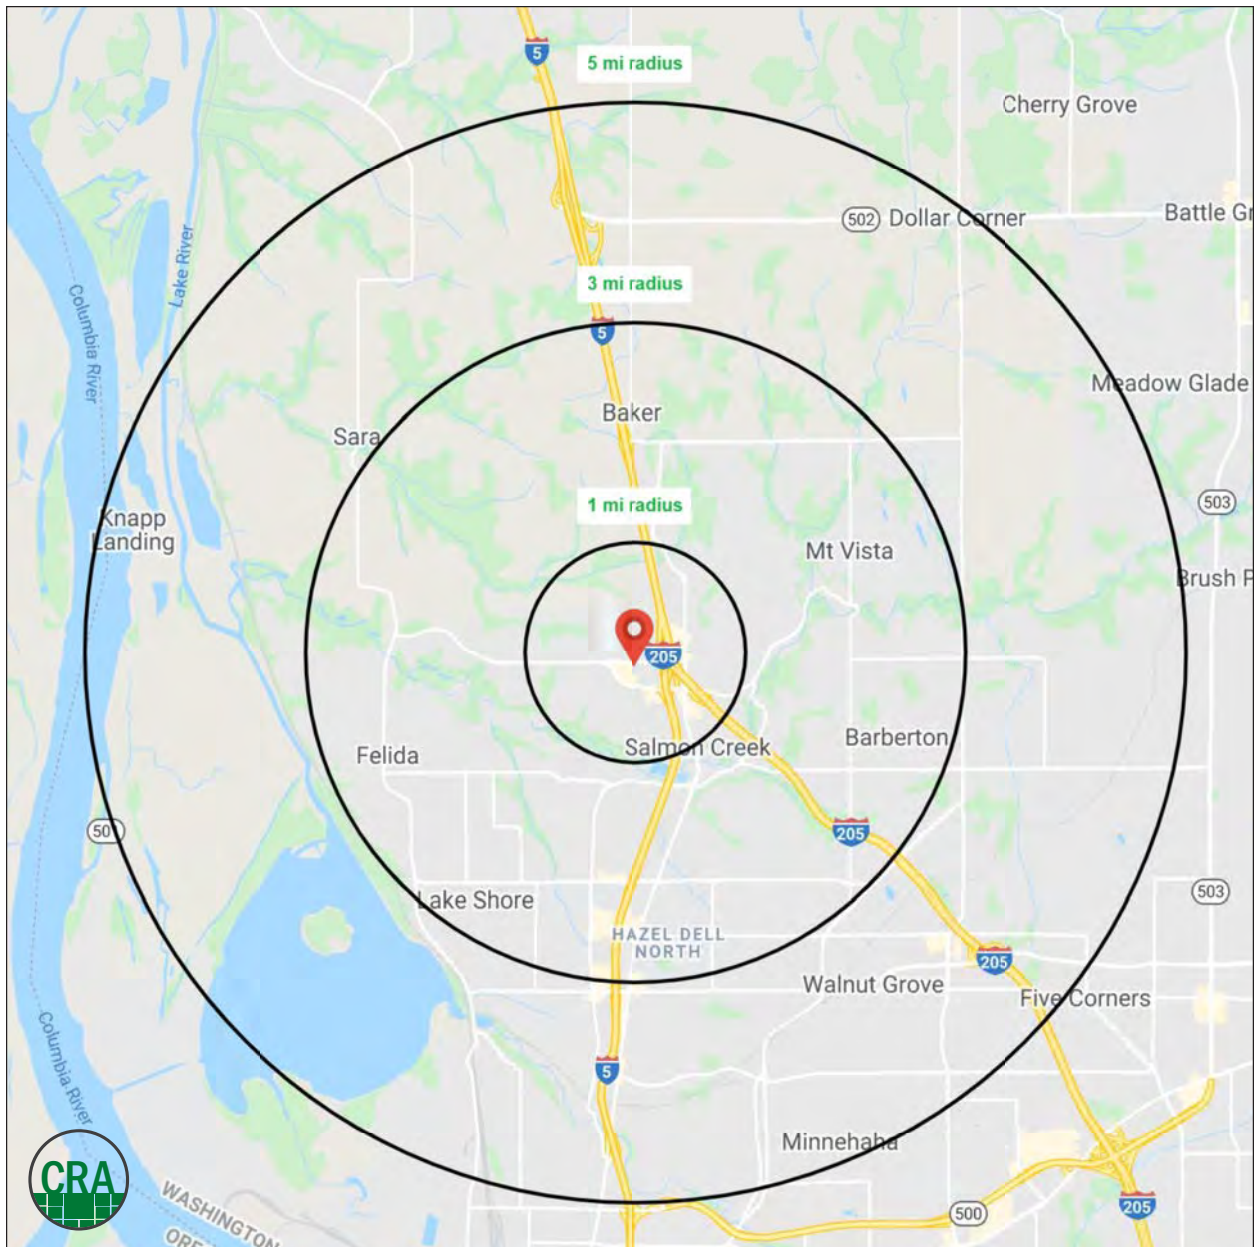 5
5 mi radius
Cherry Grove
502
Dollar Corner
Battle Gr
Lake River
Columbia River
3 mi radius
5
Meadow Glade
Baker
Sara
503
1 mi radius
Knapp
Landing
Mt Vista
Brush P
205
Salmon Creek
Barberton
Felida
50
205
Lake Shore
503
HAZEL DELL
NORTH
205
Walnut Grove
Five Corners
Columbia River
5
Minnehaha
CRA
WASHINGTON
ORE
500
205